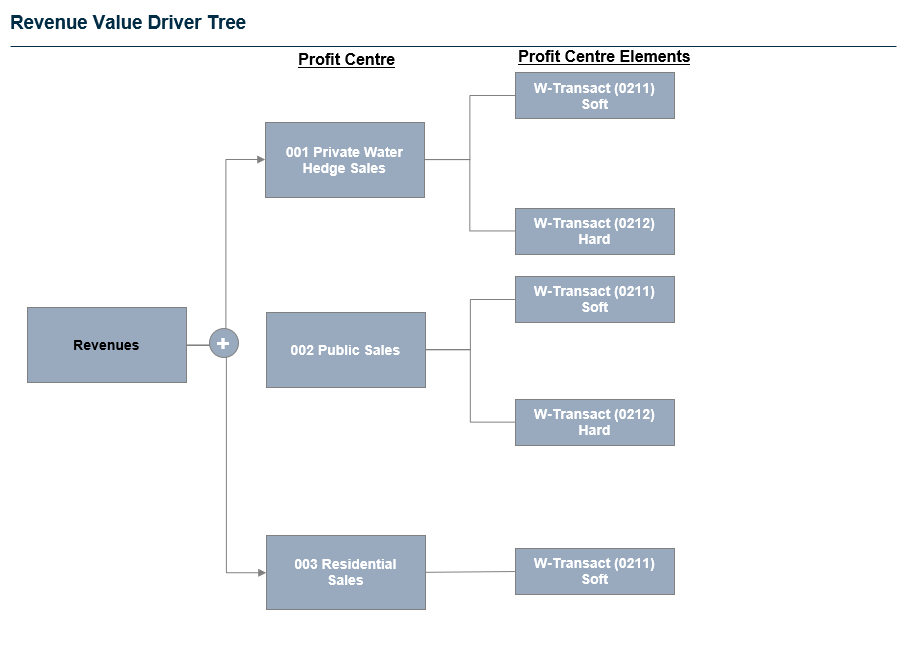 Revenue Value Driver Tree
Profit Centre
Profit Centre Elements
W-Transact (0211)
Soft
001 Private Water
Hedge Sales
W-Transact (0212)
Hard
W-Transact (0211)
Soft
Revenues
+
002 Public Sales
W-Transact (0212)
Hard
003 Residential
Sales
W-Transact (0211)
Soft